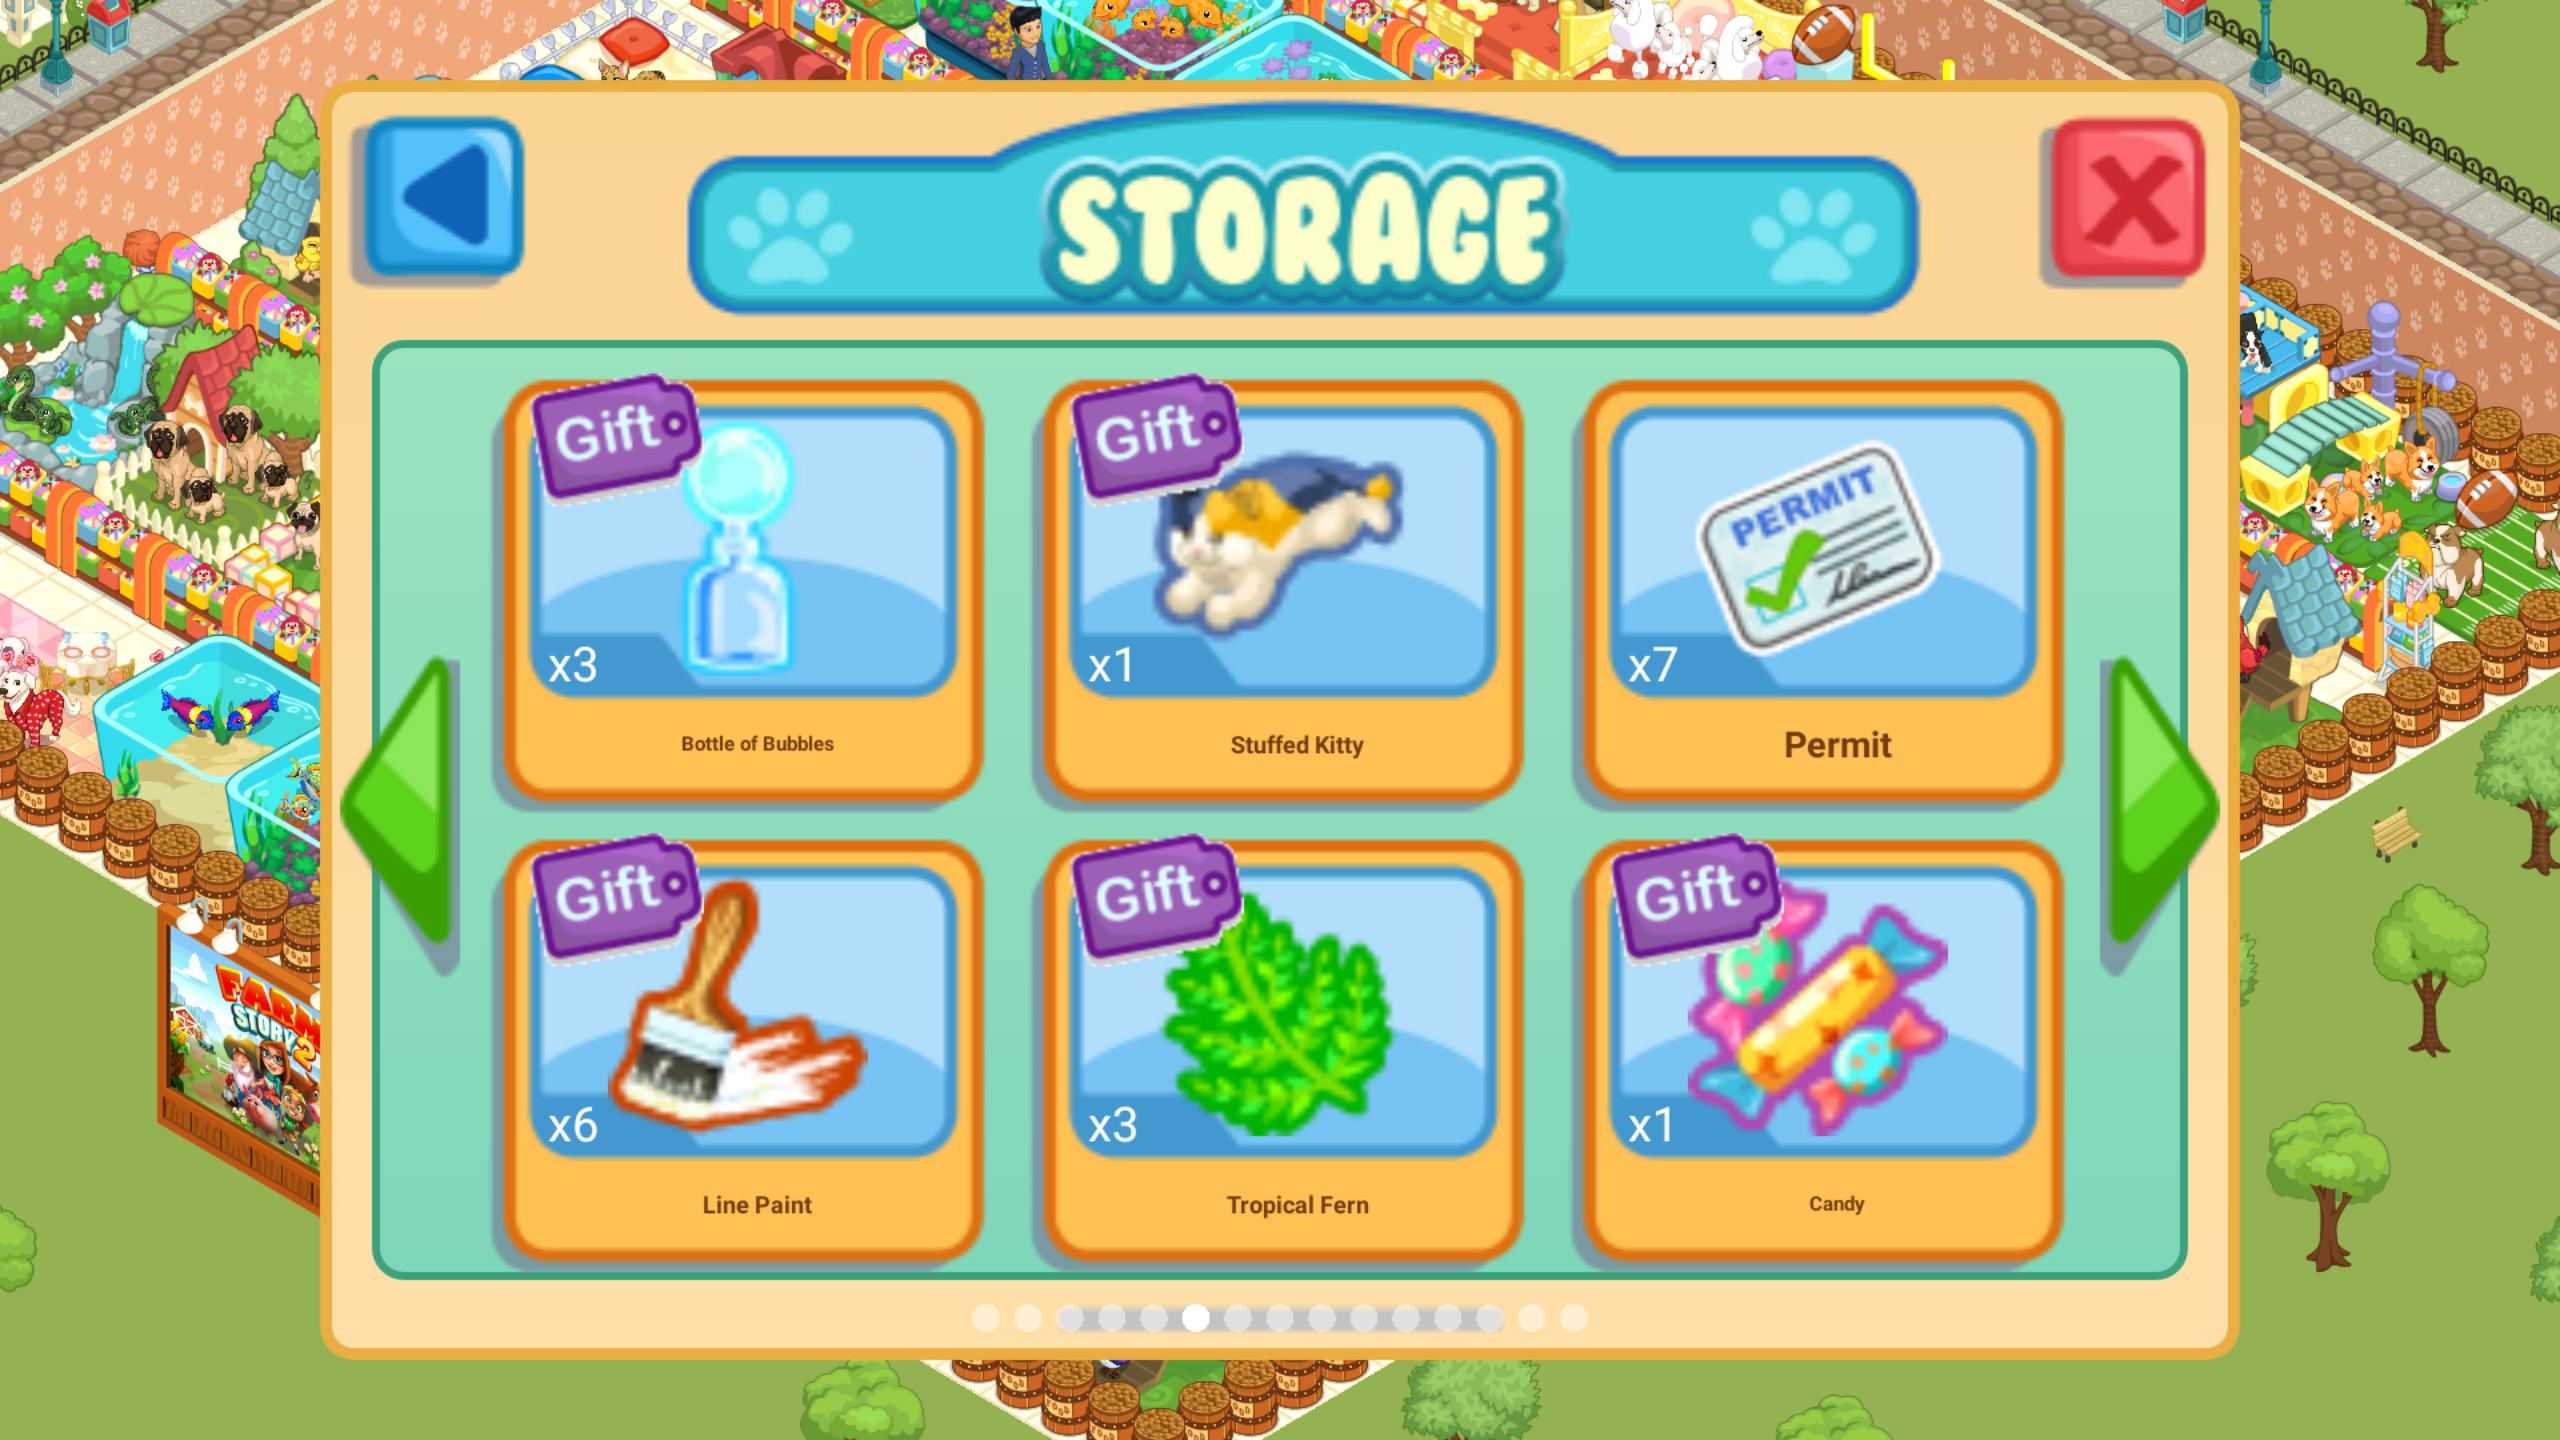 STORAGE
Gift
x3
Bottle of Bubbles
Gift
x1
Stuffed Kitty
PERMIT
x7
Permit
Gift
x6
Line Paint
Gift
x3
Tropical Fern
Gift
x1
Candy
FARM
STORY 2